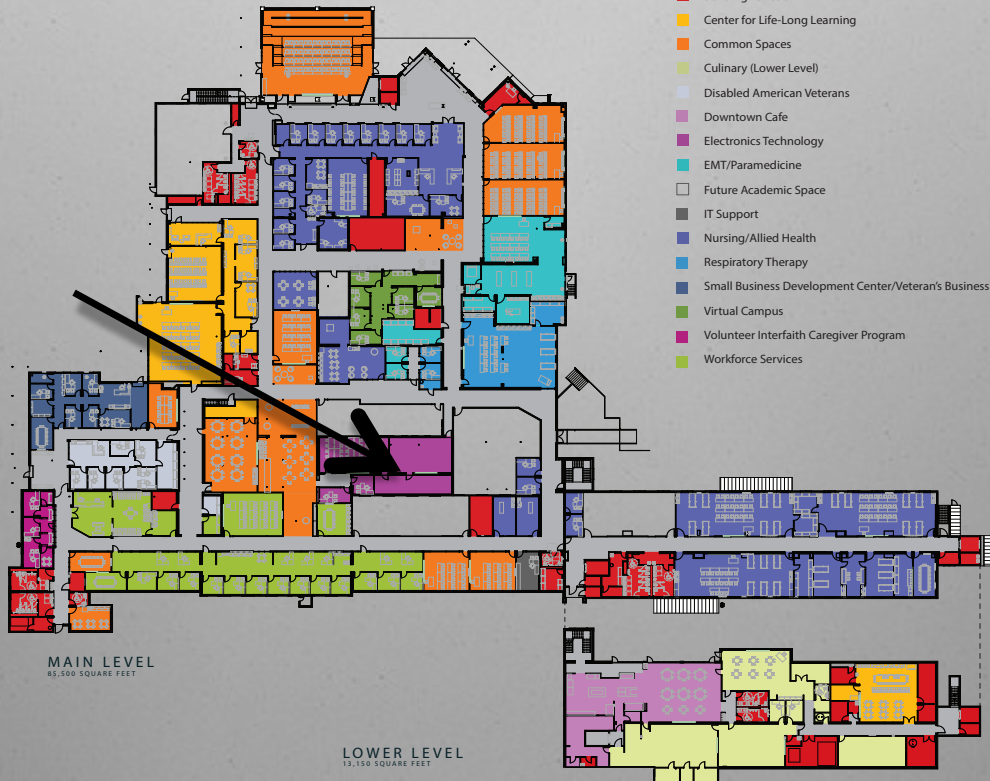 Center for Life-Long Learning
Common Spaces
Culinary (Lower Level)
Disabled American Veterans
Downtown Cafe
Electronics Technology
EMT/Paramedicine
Future Academic Space
IT Support
Nursing/Allied Health
Respiratory Therapy
Small Business Development Center/Veteran's Business
Virtual Campus
Volunteer Interfaith Caregiver Program
Workforce Services
MAIN LEVEL
85,500 SQUARE FEET
LOWER LEVEL
13,150 SQUARE FEET